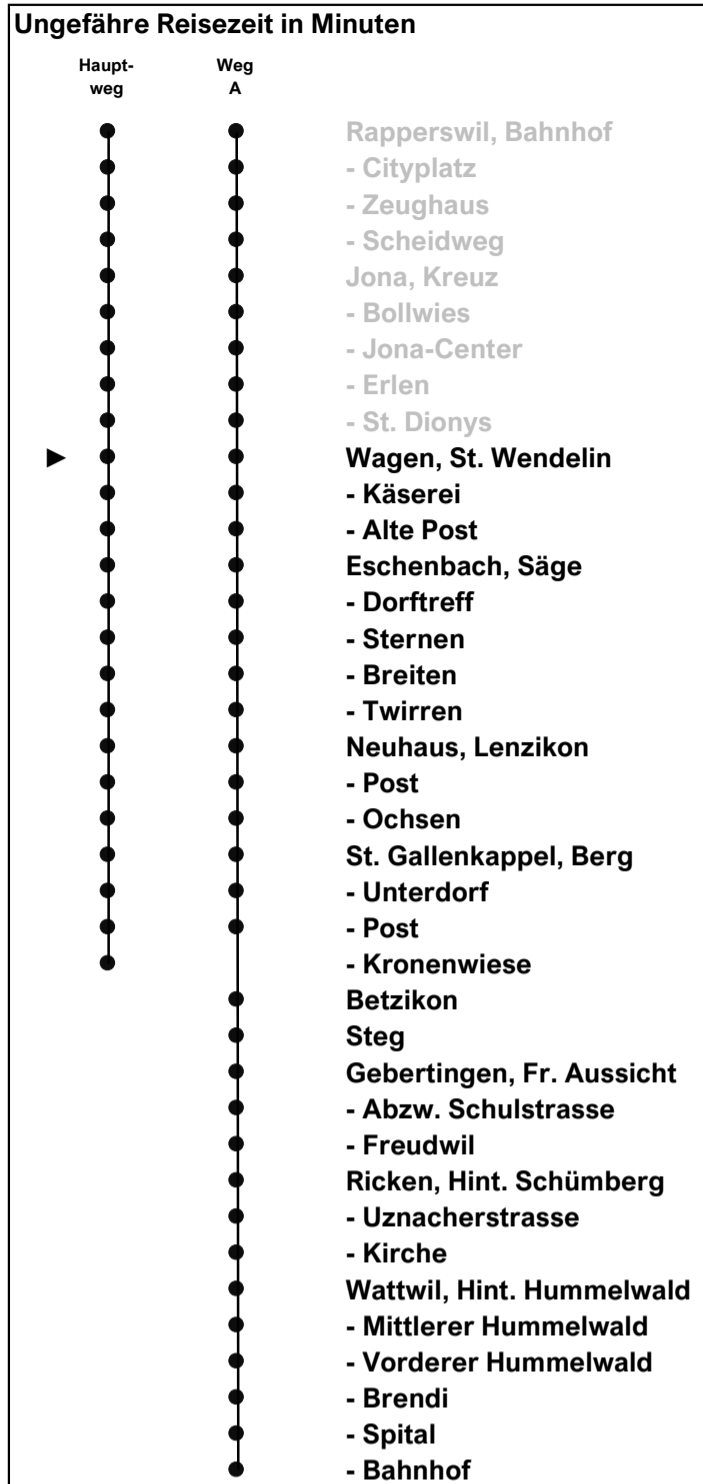 Ungefähre Reisezeit in Minuten
Haupt-
weg
Weg
A
Rapperswil, Bahnhof
- Cityplatz
- Zeughaus
- Scheidweg
Jona, Kreuz
- Bollwies
- Jona-Center
- Erlen
- St. Dionys
Wagen, St. Wendelin
- Käserei
- Alte Post
Eschenbach, Säge
- Dorftreff
- Sternen
- Breiten
- Twirren
Neuhaus, Lenzikon
- Post
- Ochsen
St. Gallenkappel, Berg
- Unterdorf
- Post
- Kronenwiese
Betzikon
Steg
Gebertingen, Fr. Aussicht
- Abzw. Schulstrasse
- Freudwil
Ricken, Hint. Schümberg
- Uznacherstrasse
- Kirche
Wattwil, Hint. Hummelwald
- Mittlerer Hummelwald
- Vorderer Hummelwald
- Brendi
- Spital
- Bahnhof